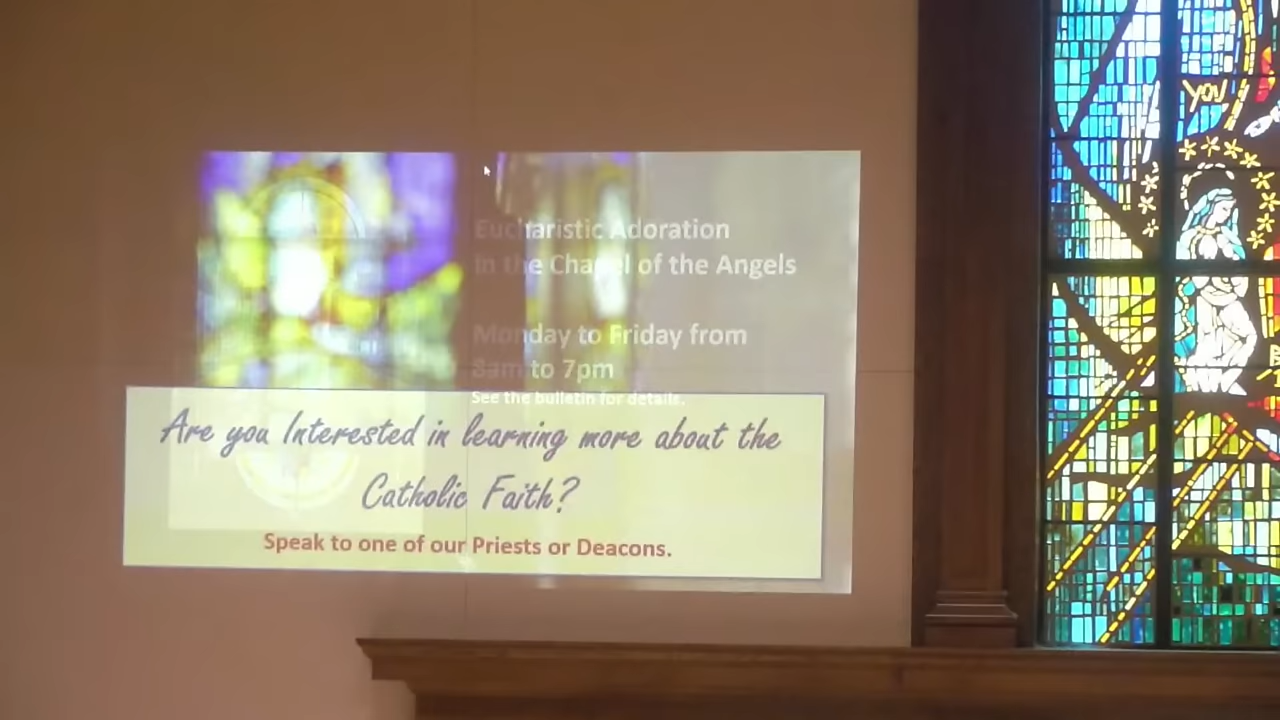 Eucharistic Adoration
in the Chapel of the Angels
Monday to Friday from
8am to 7pm
See the bulletin for details.
Are you Interested in learning more about the
Catholic Faith?
Speak to one of our Priests or Deacons.
YOU